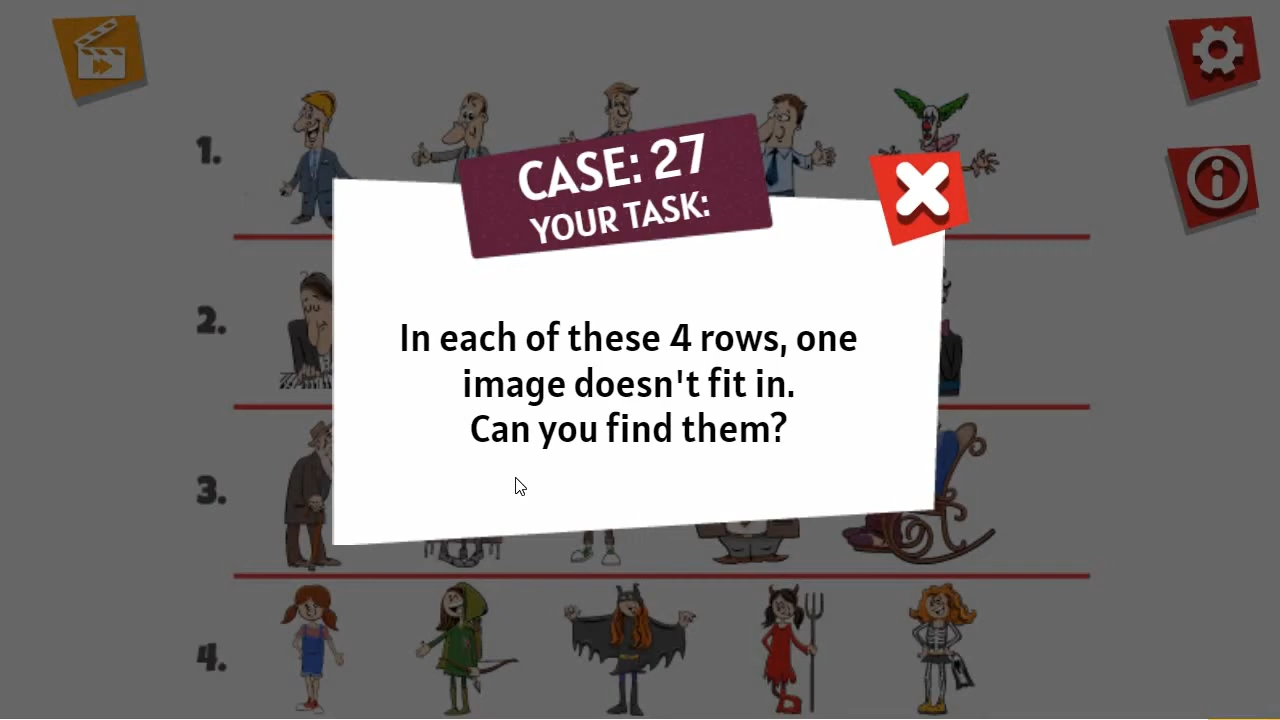 CASE: 27
YOUR TASK:
1.
2.
In each of these 4 rows, one
image doesn't fit in.
Can you find them?
3.
4.